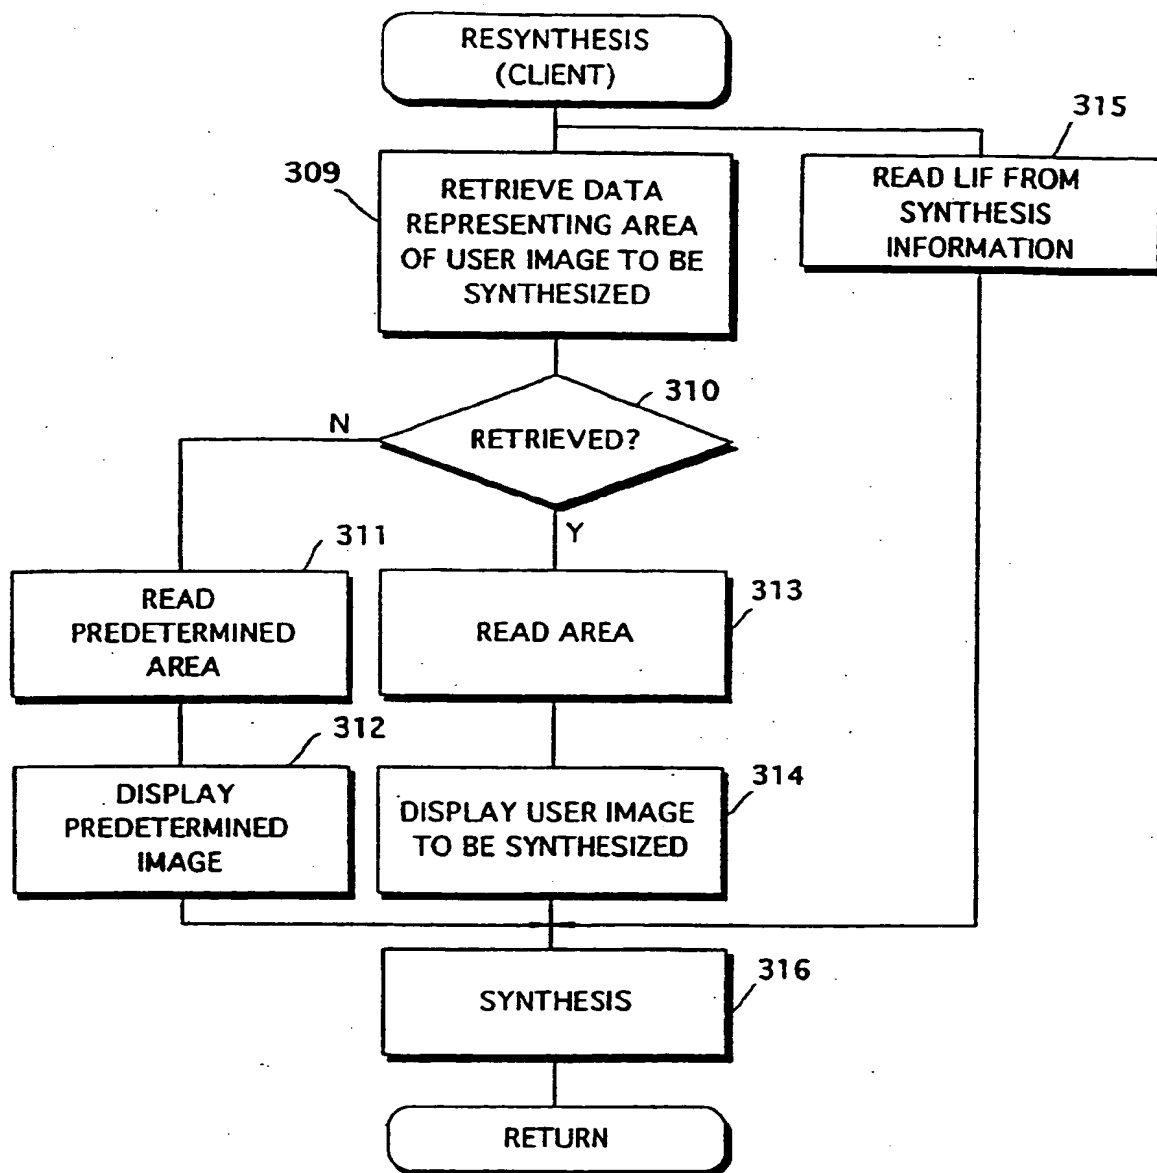 RESYNTHESIS
(CLIENT)
315
309
RETRIEVE DATA
REPRESENTING AREA
OF USER IMAGE TO BE
SYNTHESIZED
READ LIF FROM
SYNTHESIS
INFORMATION
310
N
RETRIEVED?
Y
311
READ
PREDETERMINED
AREA
313
READ AREA
312
DISPLAY
PREDETERMINED
IMAGE
314
DISPLAY USER IMAGE
TO BE SYNTHESIZED
316
SYNTHESIS
RETURN